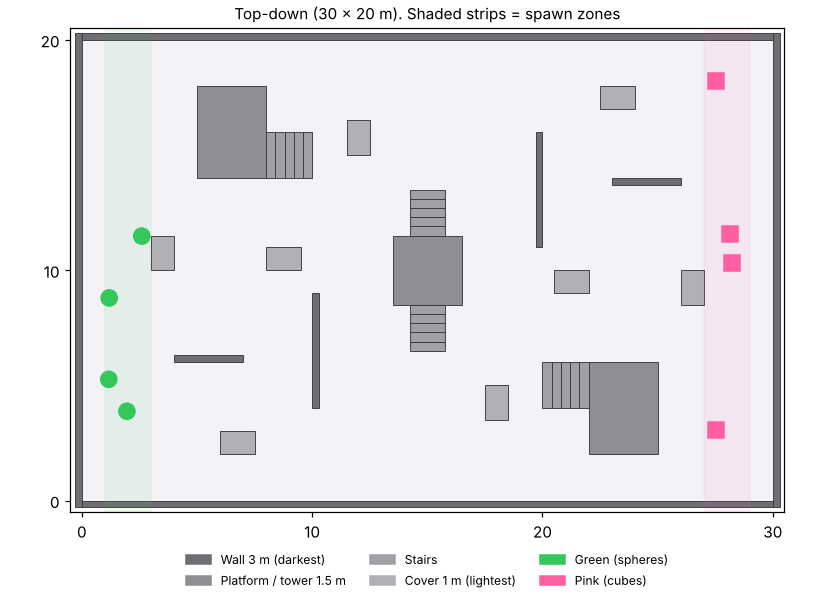 Top-down (30 × 20 m). Shaded strips = spawn zones
20
10
0
0 10 20 30
Wall 3 m (darkest) Stairs Green (spheres)
Platform / tower 1.5 m Cover 1 m (lightest) Pink (cubes)